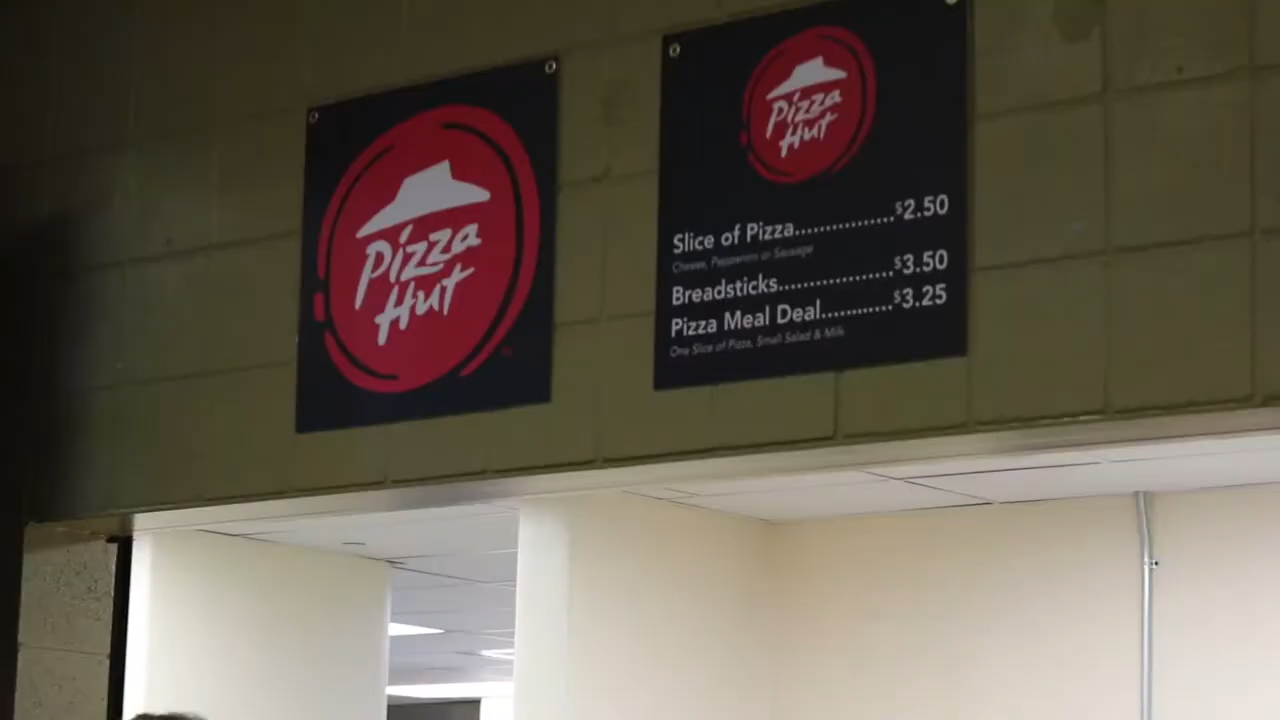 Pizza
Hut
Pizza
Hut
Slice of Pizza................$2.50
Cheese, Pepperoni or Sausage
Breadsticks..................$3.50
Pizza Meal Deal...........$3.25
One Slice of Pizza, Small Salad & Milk